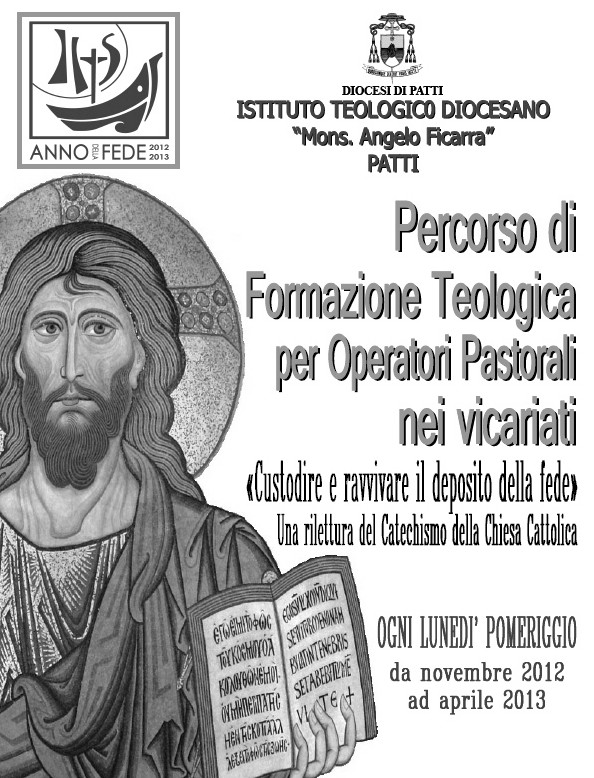 ANNO DELLA FEDE 2012 2013
DIOCESI DI PATTI
ISTITUTO TEOLOGICO DIOCESANO
“Mons. Angelo Ficarra”
PATTI
Percorso di
Formazione Teologica
per Operatori Pastorali
nei vicariati
«Custodire e ravvivare il deposito della fede»
Una rilettura del Catechismo della Chiesa Cattolica
OGNI LUNEDI’ POMERIGGIO
da novembre 2012
ad aprile 2013